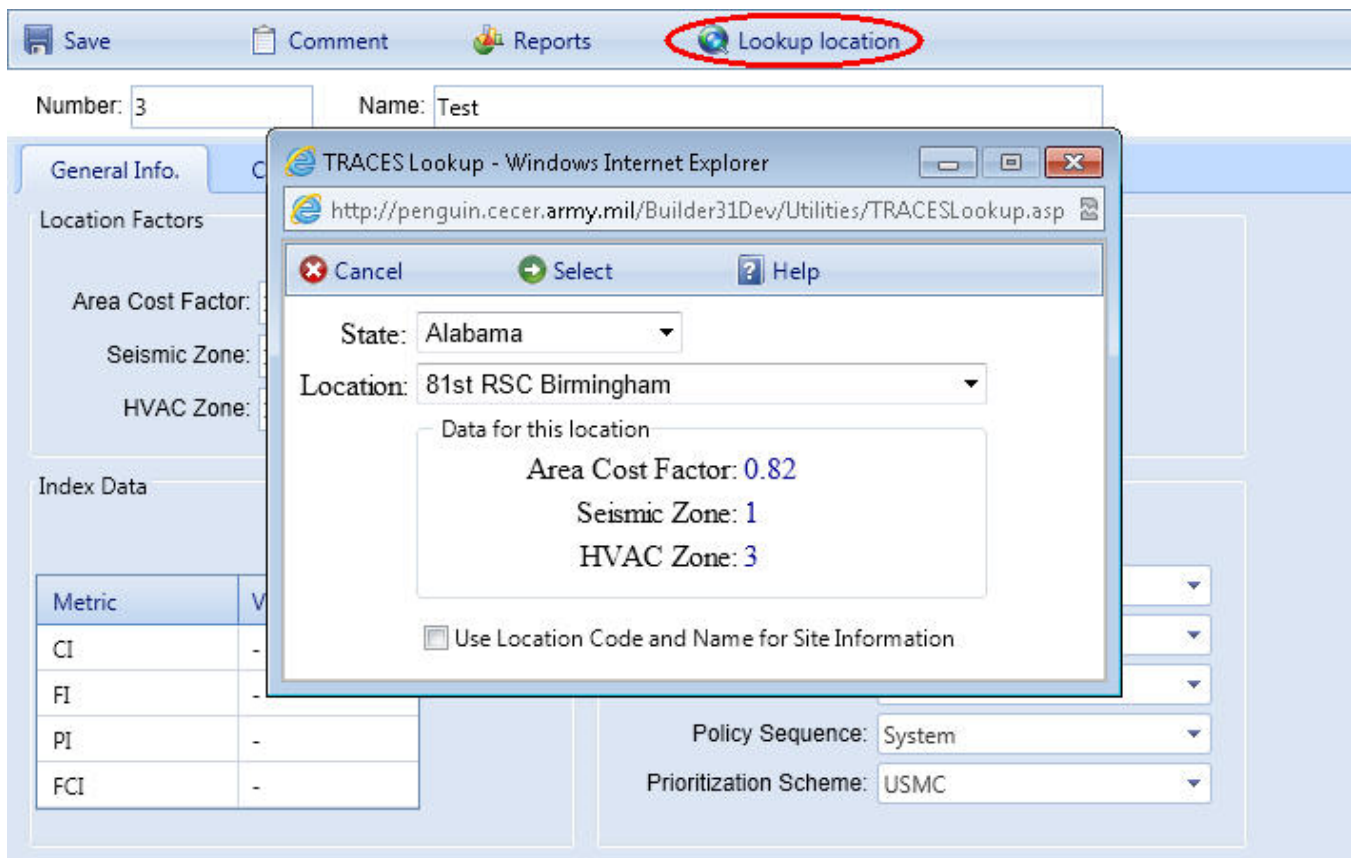 Save Comment Reports Lookup location
Number: 3 Name: Test
TRACES Lookup - Windows Internet Explorer
http://penguin.cecer.army.mil/Builder31Dev/Utilities/TRACESLookup.asp
General Info. C
Location Factors
Area Cost Factor:
Seismic Zone:
HVAC Zone:
Cancel Select Help
State: Alabama
Location: 81st RSC Birmingham
Data for this location
Area Cost Factor: 0.82
Seismic Zone: 1
HVAC Zone: 3
Use Location Code and Name for Site Information
Index Data
Metric V
CI -
FI -
PI -
FCI -
Policy Sequence: System
Prioritization Scheme: USMC